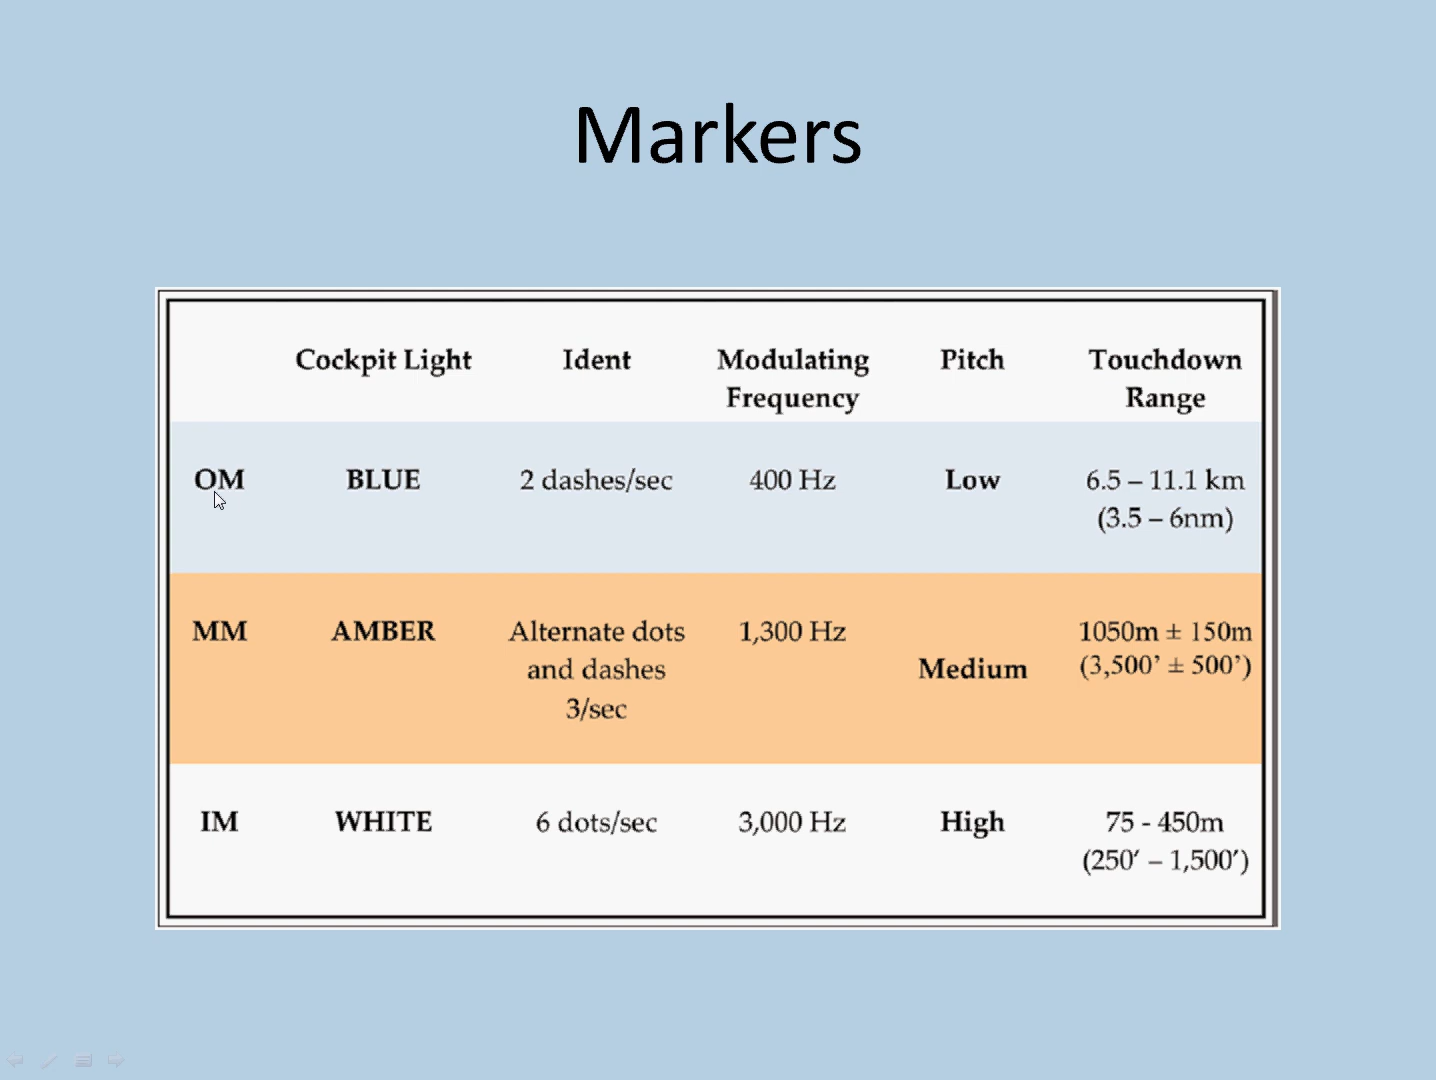 Markers
Cockpit Light Ident Modulating Pitch Touchdown
Frequency Range
OM BLUE 2 dashes/sec 400 Hz Low 6.5 – 11.1 km
(3.5 – 6nm)
MM AMBER Alternate dots 1,300 Hz 1050m ± 150m
and dashes Medium (3,500’ ± 500’)
3/sec
IM WHITE 6 dots/sec 3,000 Hz High 75 - 450m
(250′ – 1,500′)